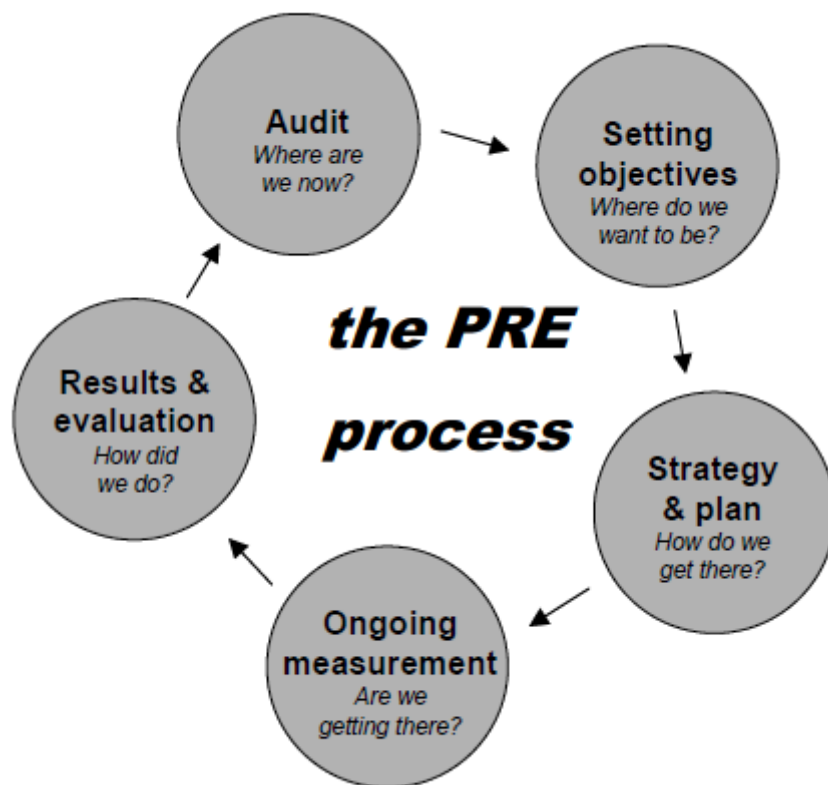 Audit
Where are
we now?
Setting
objectives
Where do we
want to be?
the PRE
process
Results &
evaluation
How did
we do?
Strategy
& plan
How do we
get there?
Ongoing
measurement
Are we
getting there?